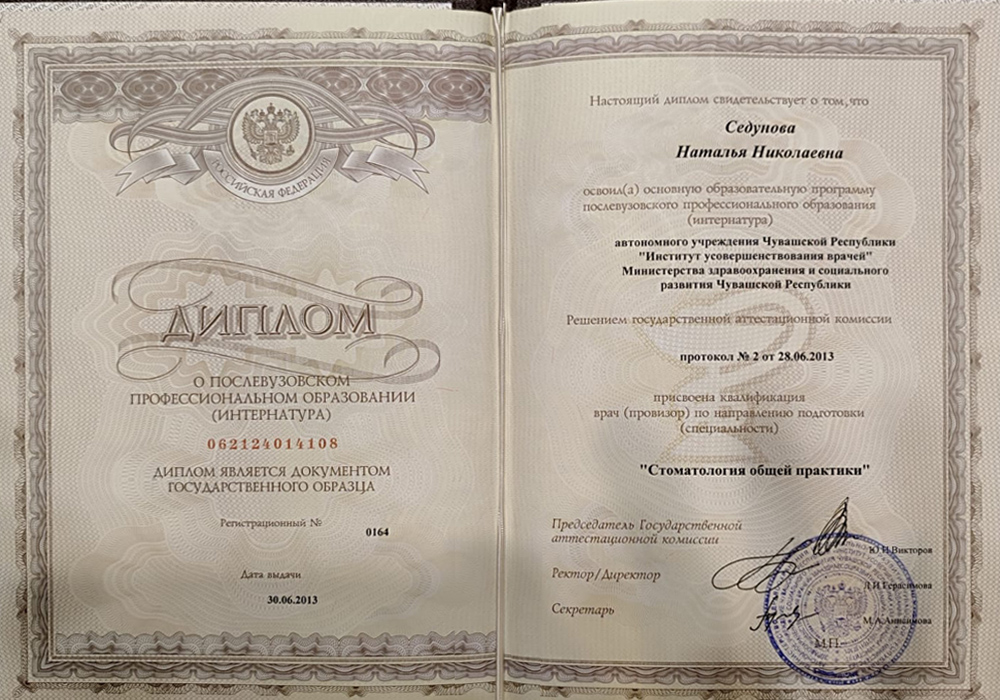 РОССИЙСКАЯ ФЕДЕРАЦИЯ
ДИПЛОМ
О ПОСЛЕВУЗОВСКОМ
ПРОФЕССИОНАЛЬНОМ ОБРАЗОВАНИИ
(ИНТЕРНАТУРА)
062124014108
ДИПЛОМ ЯВЛЯЕТСЯ ДОКУМЕНТОМ
ГОСУДАРСТВЕННОГО ОБРАЗЦА
Регистрационный №
0164
Дата выдачи
30.06.2013
Настоящий диплом свидетельствует о том,что
Седунова
Наталья Николаевна
освоил(а) основную образовательную программу
послевузовского профессионального образования
(интернатура)
автономного учреждения Чувашской Республики
"Институт усовершенствования врачей"
Министерства здравоохранения и социального
развития Чувашской Республики
Решением государственной аттестационной комиссии
протокол № 2 от 28.06.2013
присвоена квалификация
врач (провизор) по направлению подготовки
(специальности)
"Стоматология общей практики"
Председатель Государственной
аттестационной комиссии
Ю.И.Викторов
Ректор/Директор
Л.И.Герасимова
Секретарь
М.А.Анисимова
М.П.